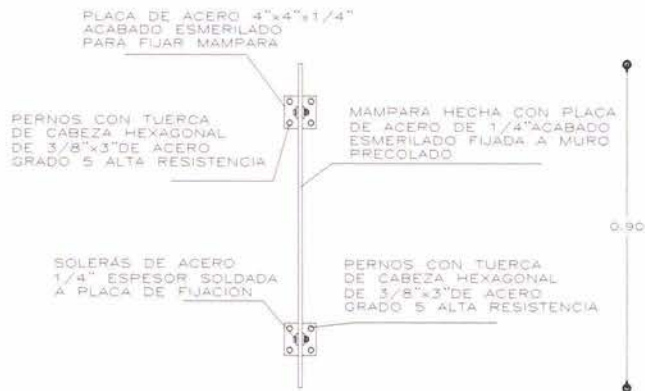 PLACA DE ACERO 4"x4"x1/4"
ACABADO ESMERILADO
PARA FIJAR MAMPARA
PERNOS CON TUERCA
DE CABEZA HEXAGONAL
DE 3/8"x3"DE ACERO
GRADO 5 ALTA RESISTENCIA
MAMPARA HECHA CON PLACA
DE ACERO DE 1/4"ACABADO
ESMERILADO FIJADA A MURO
PRECOLADO
0.90
SOLERAS DE ACERO
1/4" ESPESOR SOLDADA
A PLACA DE FIJACION
PERNOS CON TUERCA
DE CABEZA HEXAGONAL
DE 3/8"x3"DE ACERO
GRADO 5 ALTA RESISTENCIA